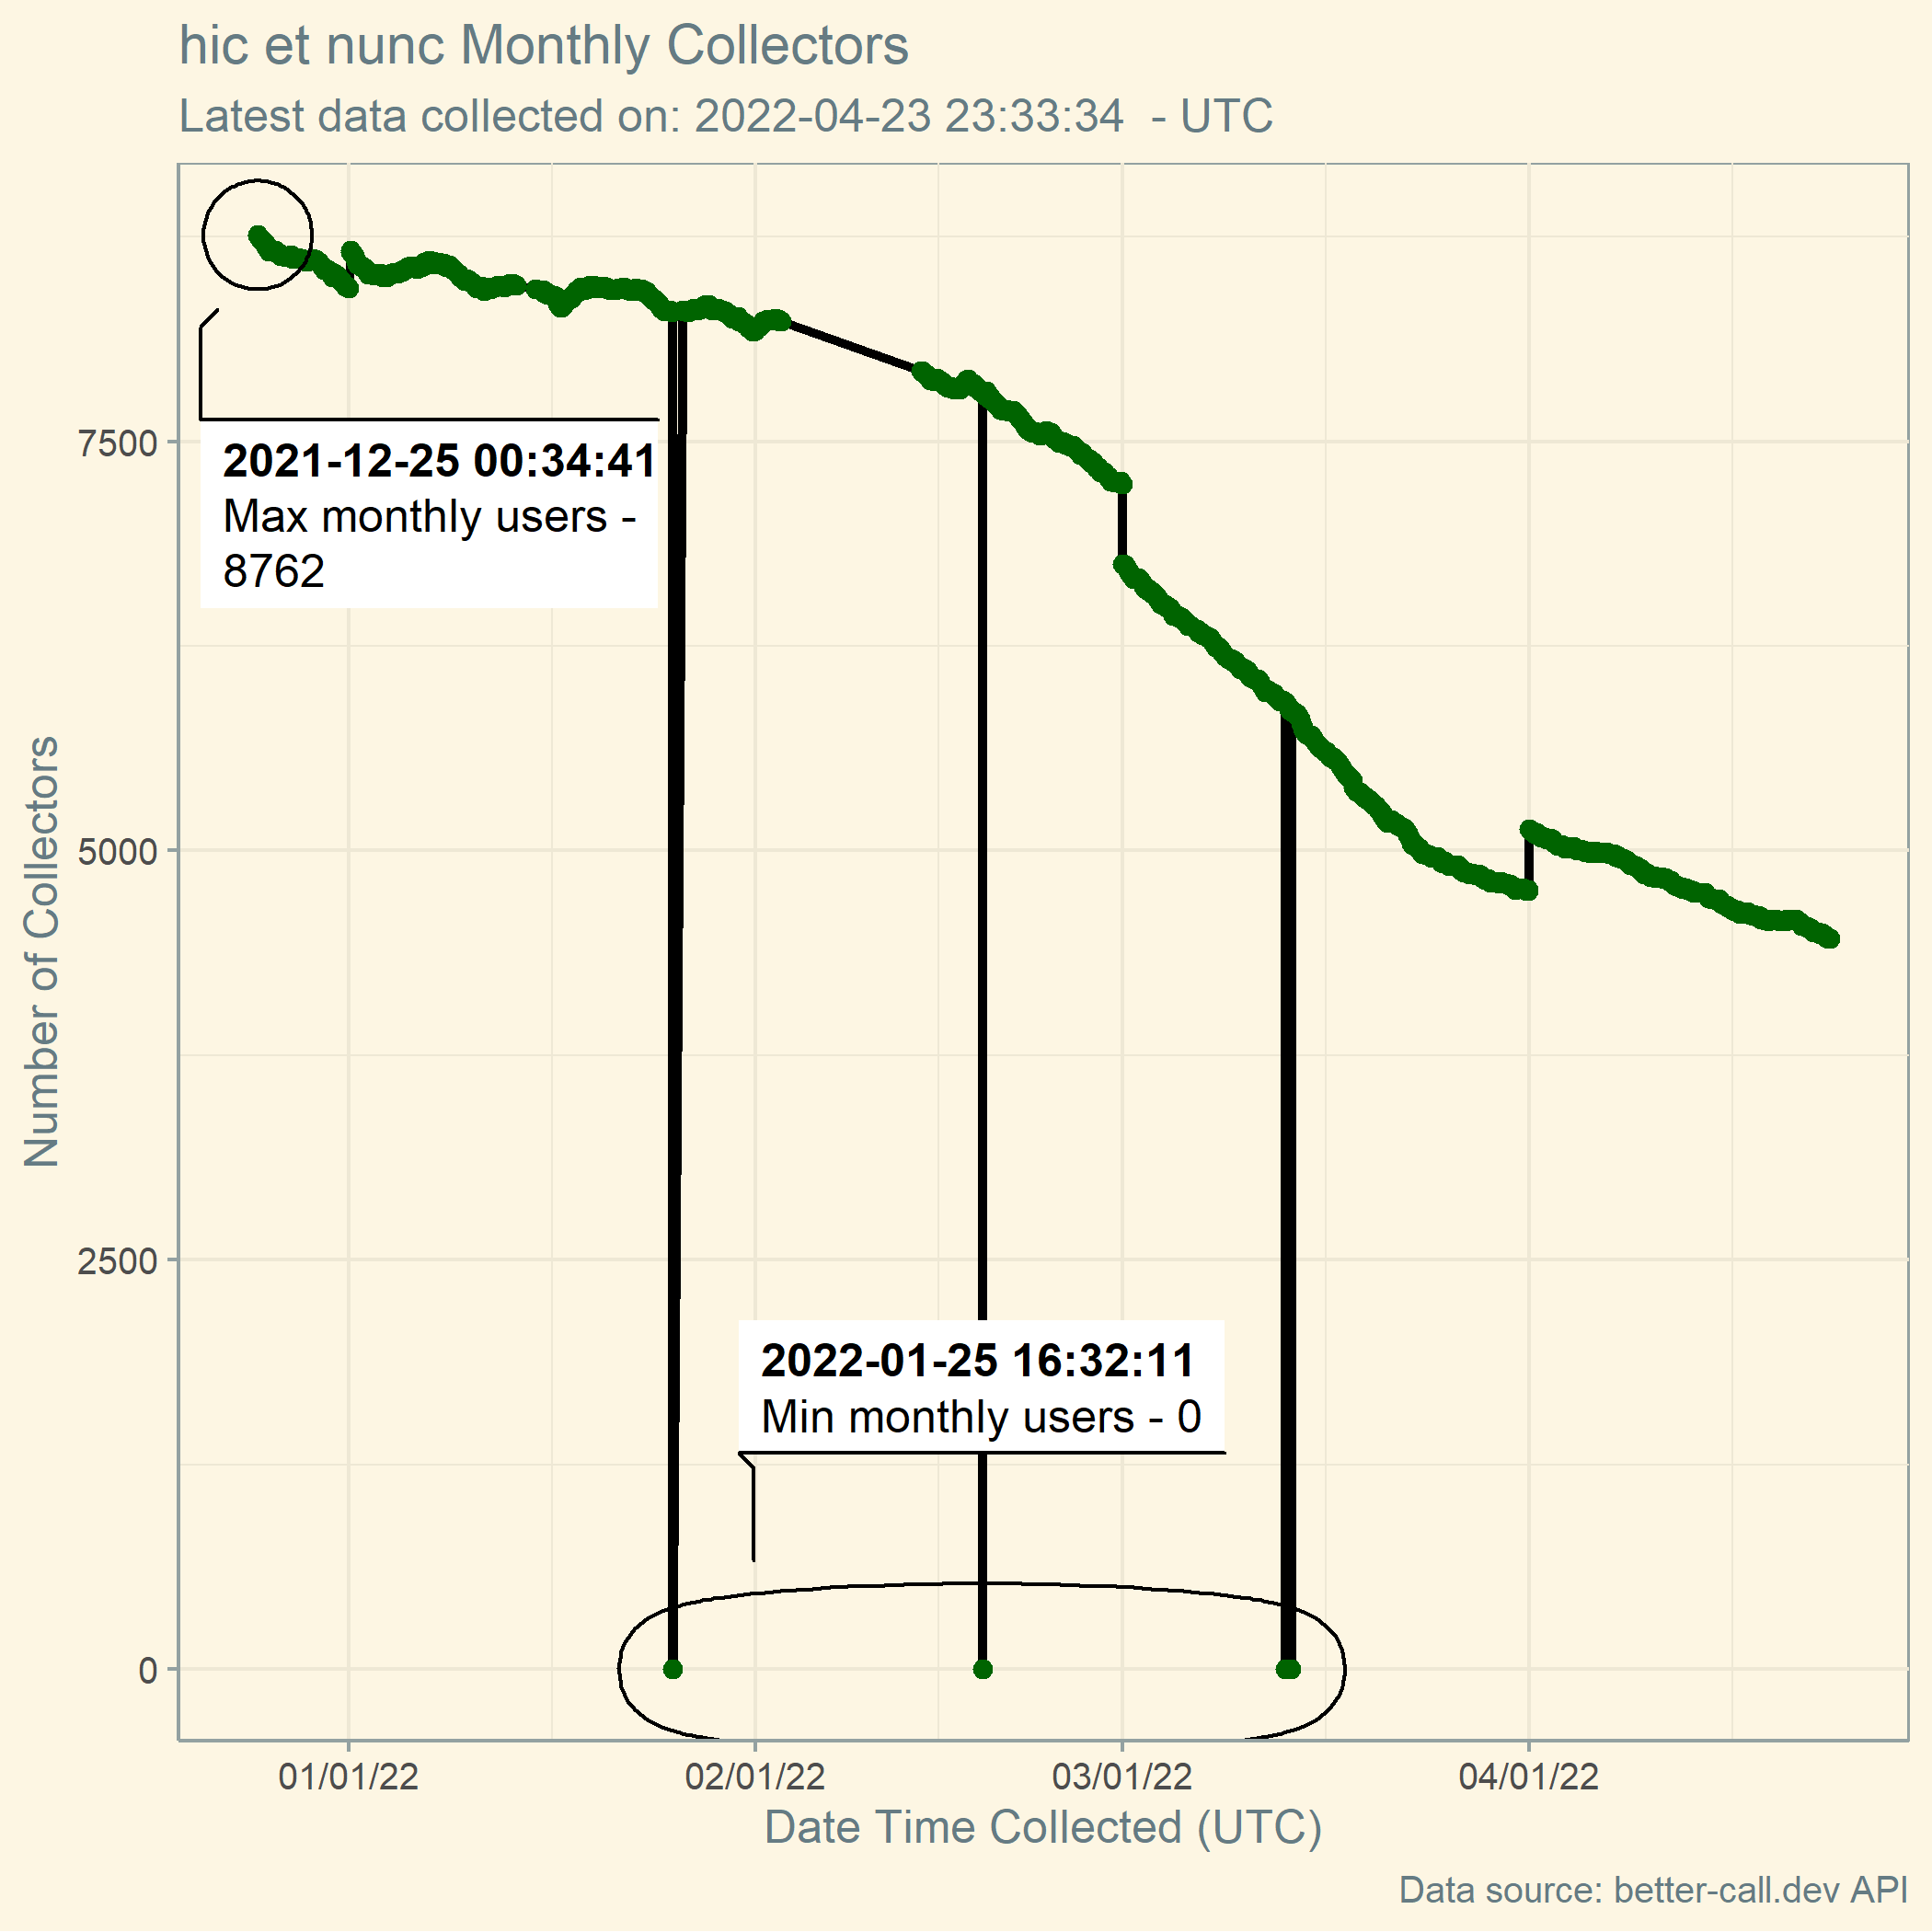 hic et nunc Monthly Collectors
Latest data collected on: 2022-04-23 23:33:34  - UTC
Number of Collectors
7500
5000
2500
0
2021-12-25 00:34:41
Max monthly users -
8762
2022-01-25 16:32:11
Min monthly users - 0
01/01/22
02/01/22
03/01/22
04/01/22
Date Time Collected (UTC)
Data source: better-call.dev API